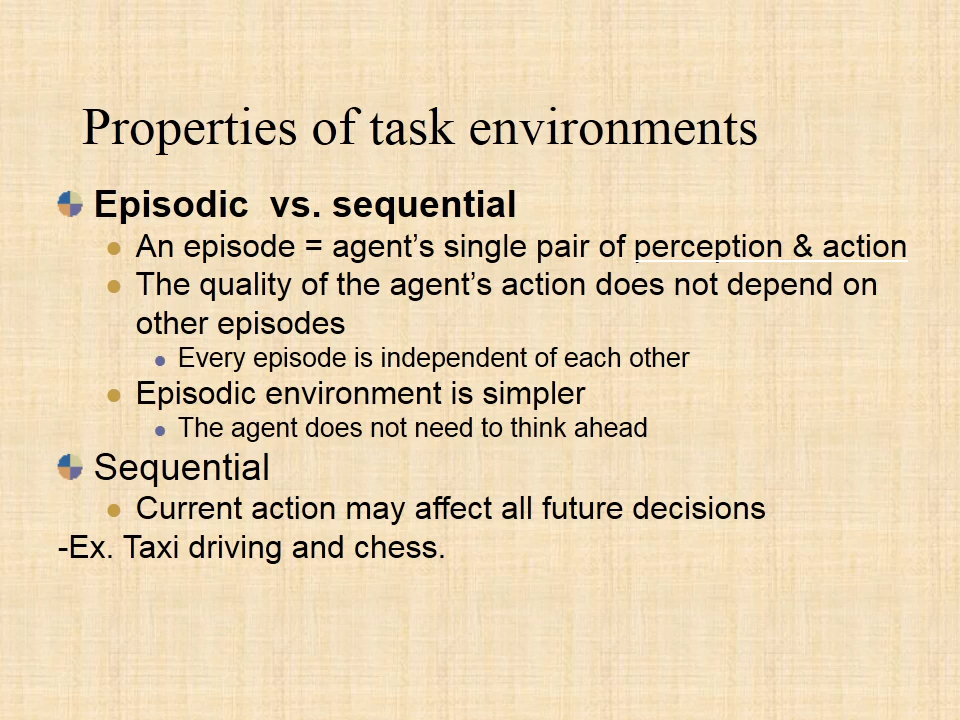 Properties of task environments
Episodic  vs. sequential
An episode = agent’s single pair of perception & action
The quality of the agent’s action does not depend on
other episodes
Every episode is independent of each other
Episodic environment is simpler
The agent does not need to think ahead
Sequential
Current action may affect all future decisions
-Ex. Taxi driving and chess.